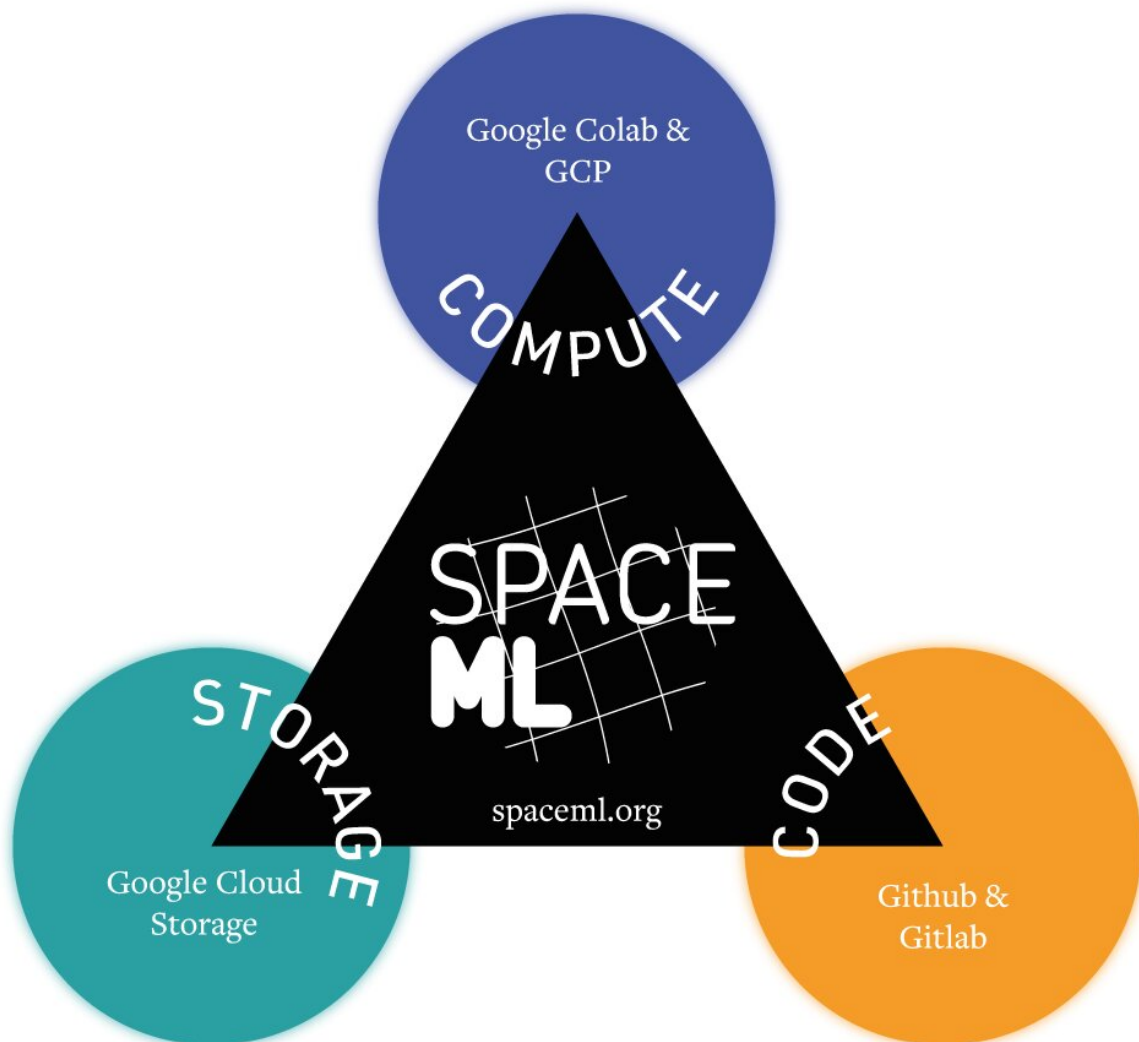 Google Colab &
GCP
COMPUTE
SPACE
ML
spaceml.org
STORAGE
Google Cloud
Storage
CODE
Github &
Gitlab